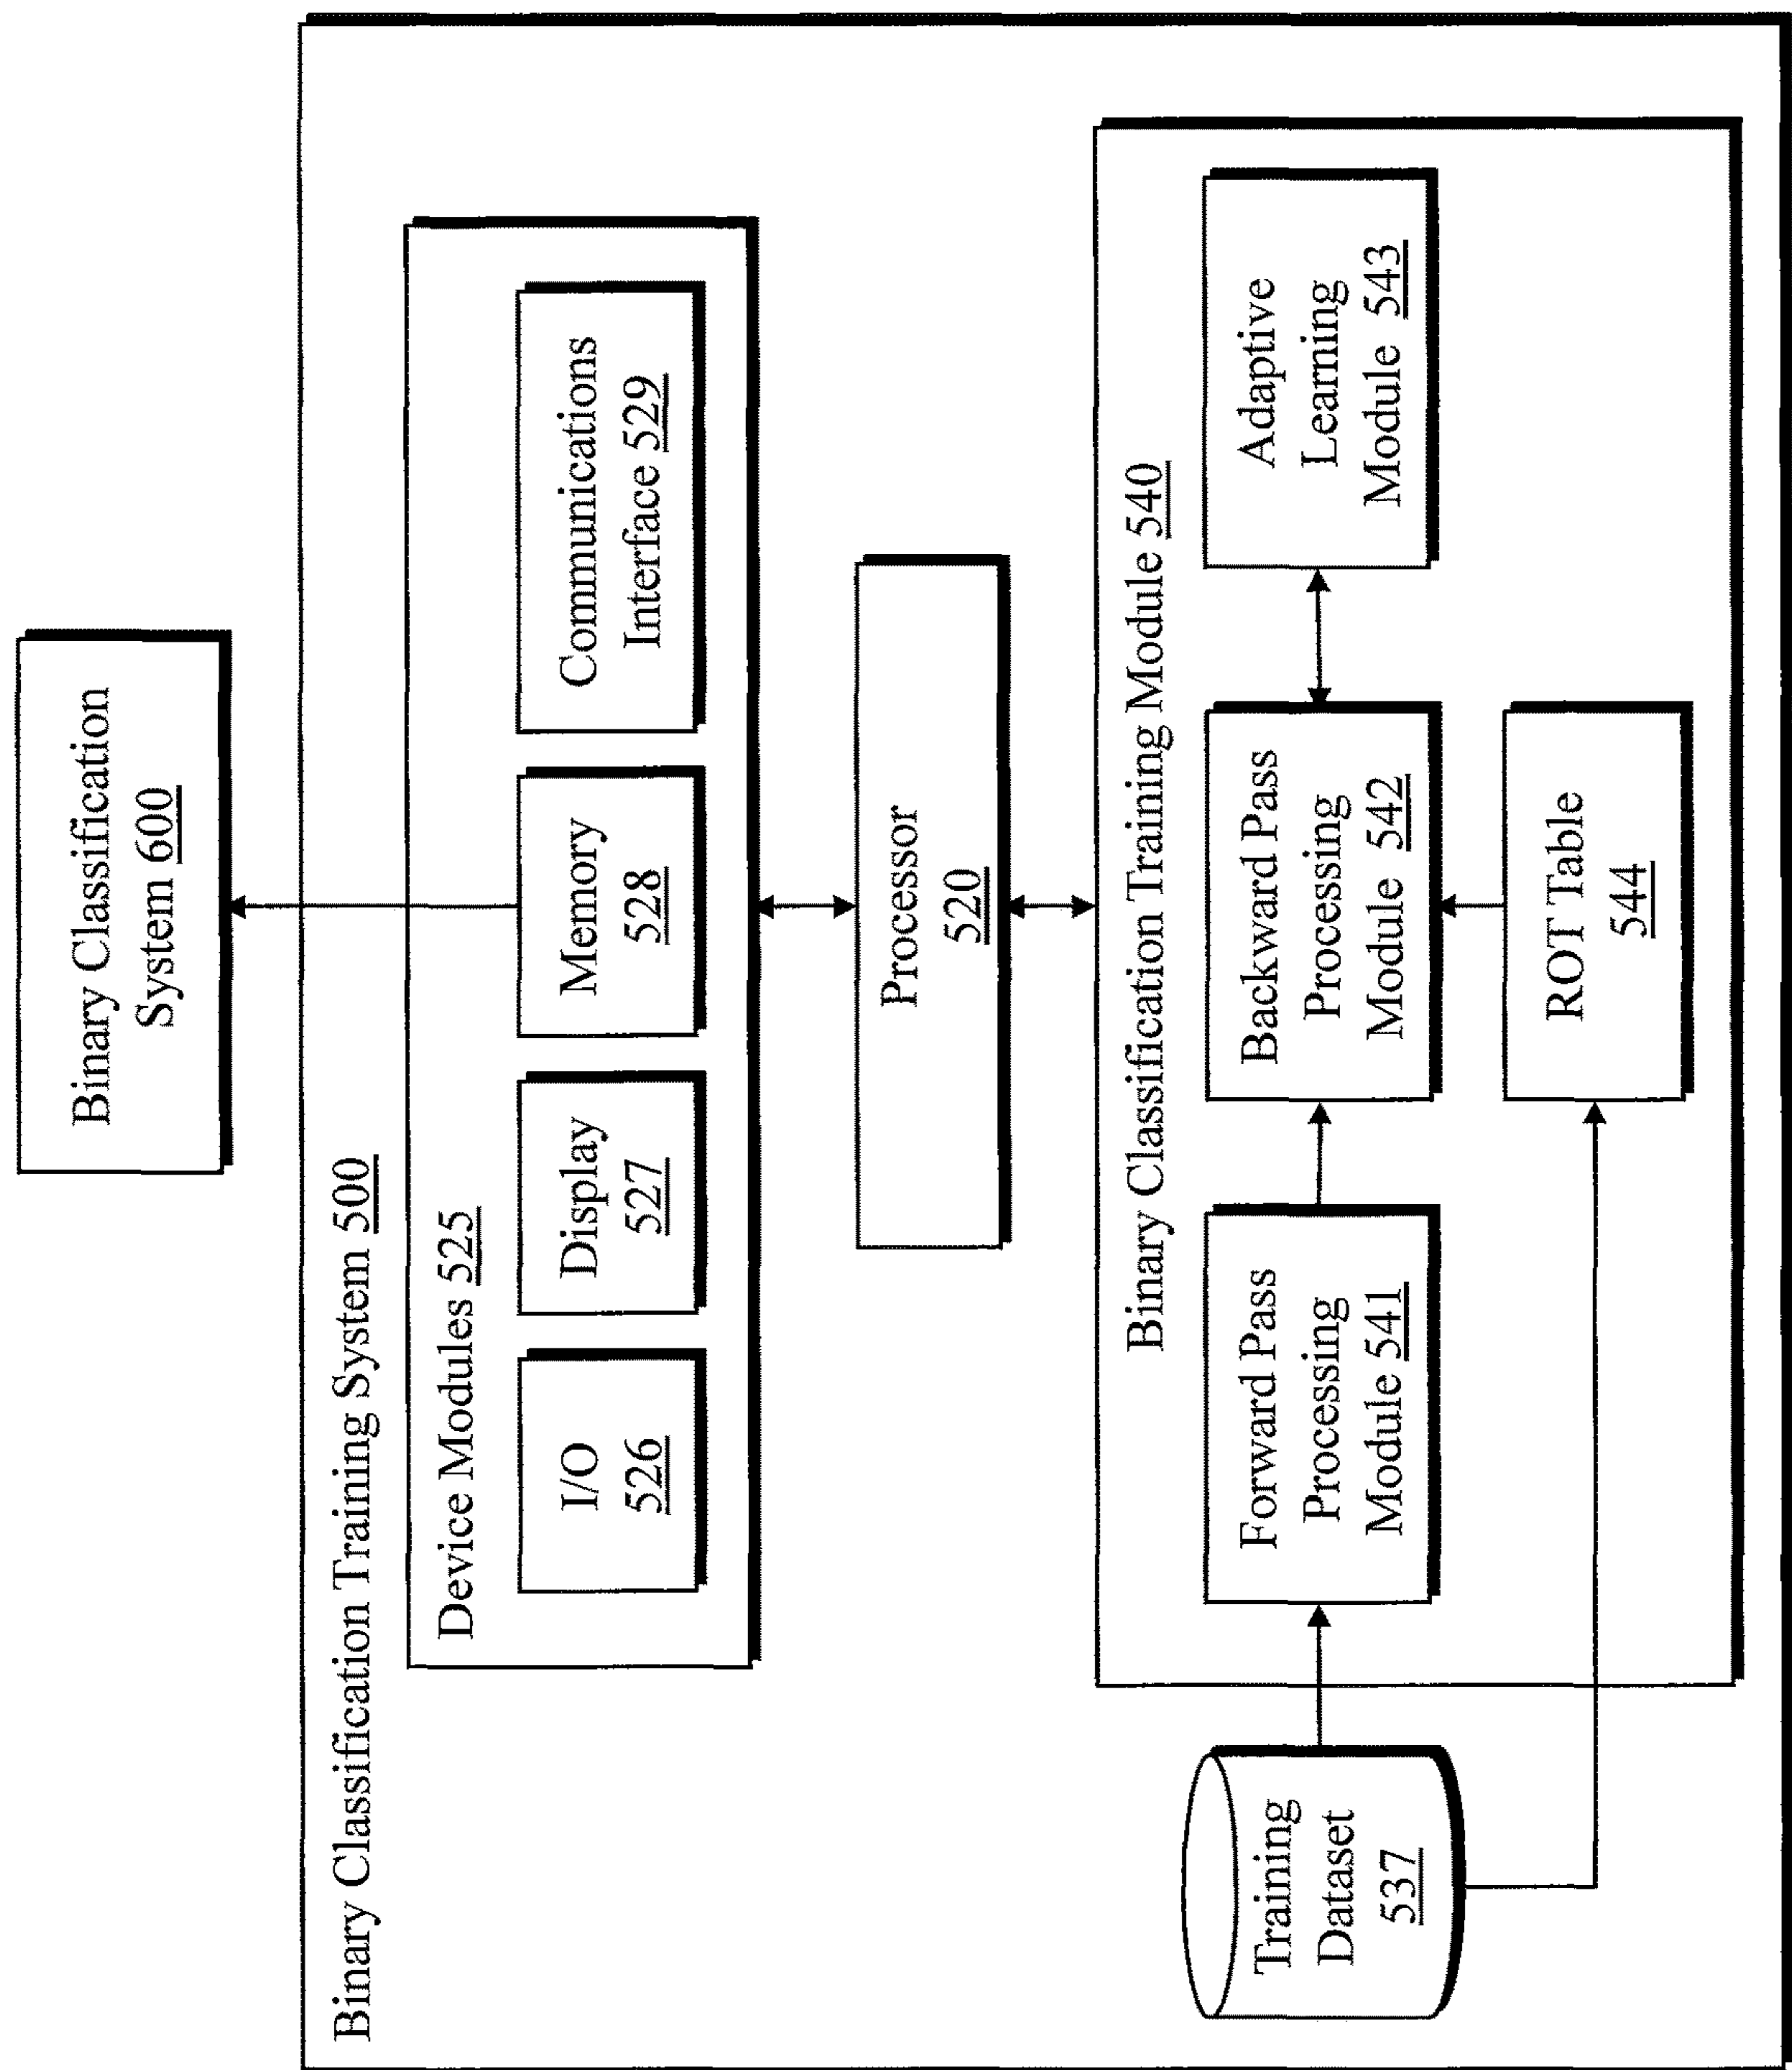 Binary Classification
System 600
Binary Classification Training System 500
Device Modules 525
I/O
526
Display
527
Memory
528
Communications
Interface 529
Processor
520
Binary Classification Training Module 540
Training
Dataset
537
Forward Pass
Processing
Module 541
Backward Pass
Processing
Module 542
Adaptive
Learning
Module 543
ROT Table
544